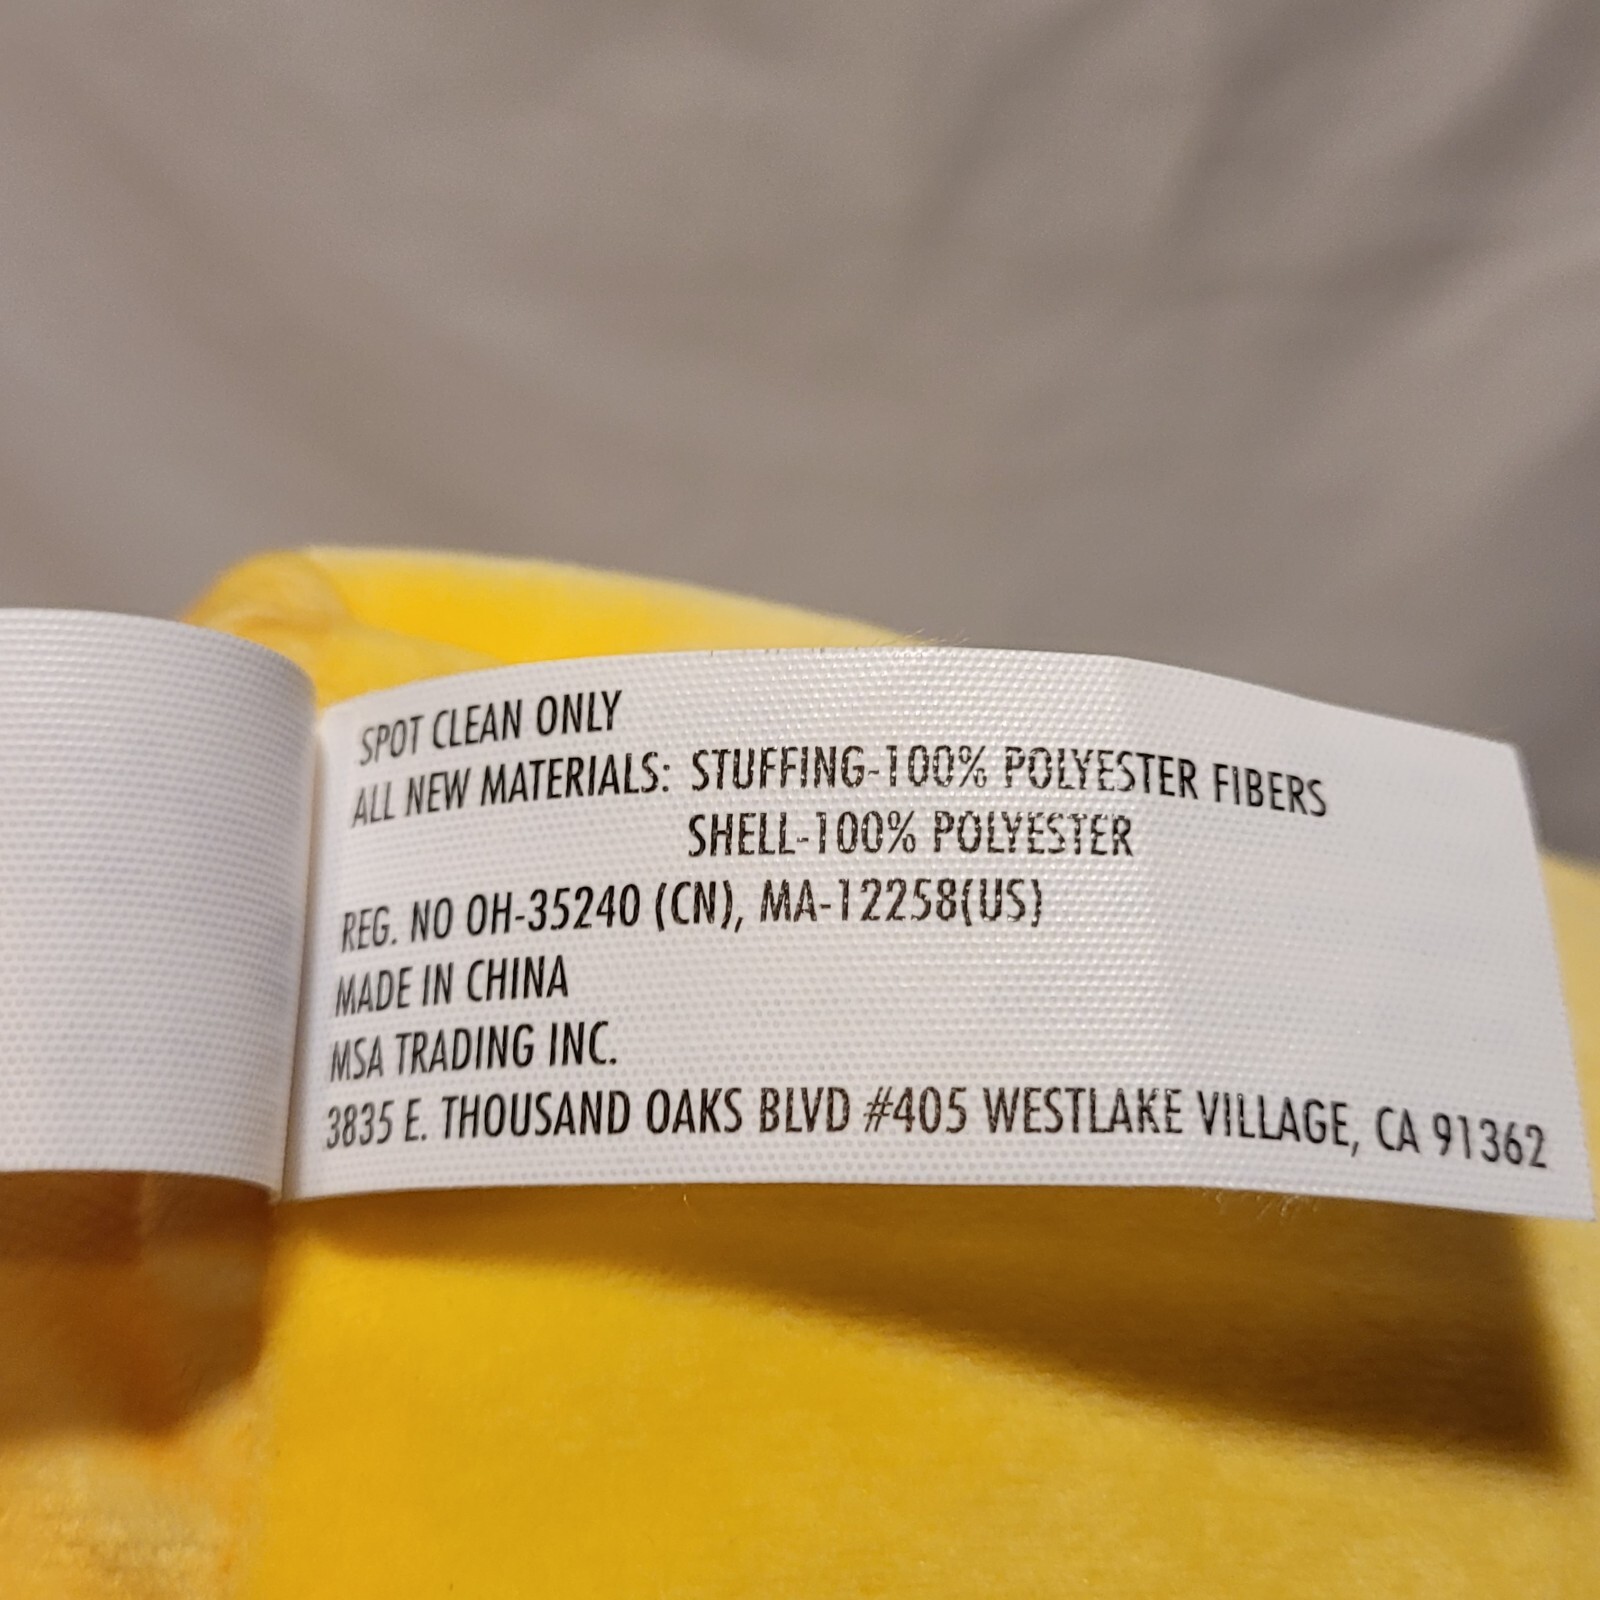 SPOT CLEAN ONLY
ALL NEW MATERIALS: STUFFING-100% POLYESTER FIBERS
SHELL-100% POLYESTER
REG. NO OH-35240 (CN), MA-12258(US)
MADE IN CHINA
MSA TRADING INC.
3835 E. THOUSAND OAKS BLVD #405 WESTLAKE VILLAGE, CA 91362